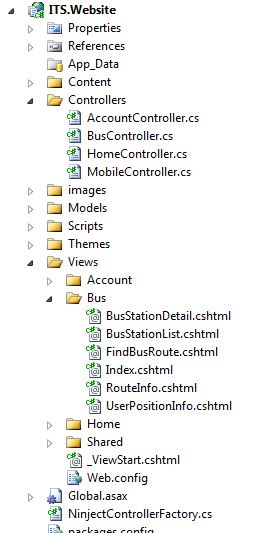 ITS.Website
Properties
References
App_Data
Content
Controllers
AccountController.cs
BusController.cs
HomeController.cs
MobileController.cs
images
Models
Scripts
Themes
Views
Account
Bus
BusStationDetail.cshtml
BusStationList.cshtml
FindBusRoute.cshtml
Index.cshtml
RouteInfo.cshtml
UserPositionInfo.cshtml
Home
Shared
_ViewStart.cshtml
Web.config
Global.asax
NinjectControllerFactory.cs
packages.config